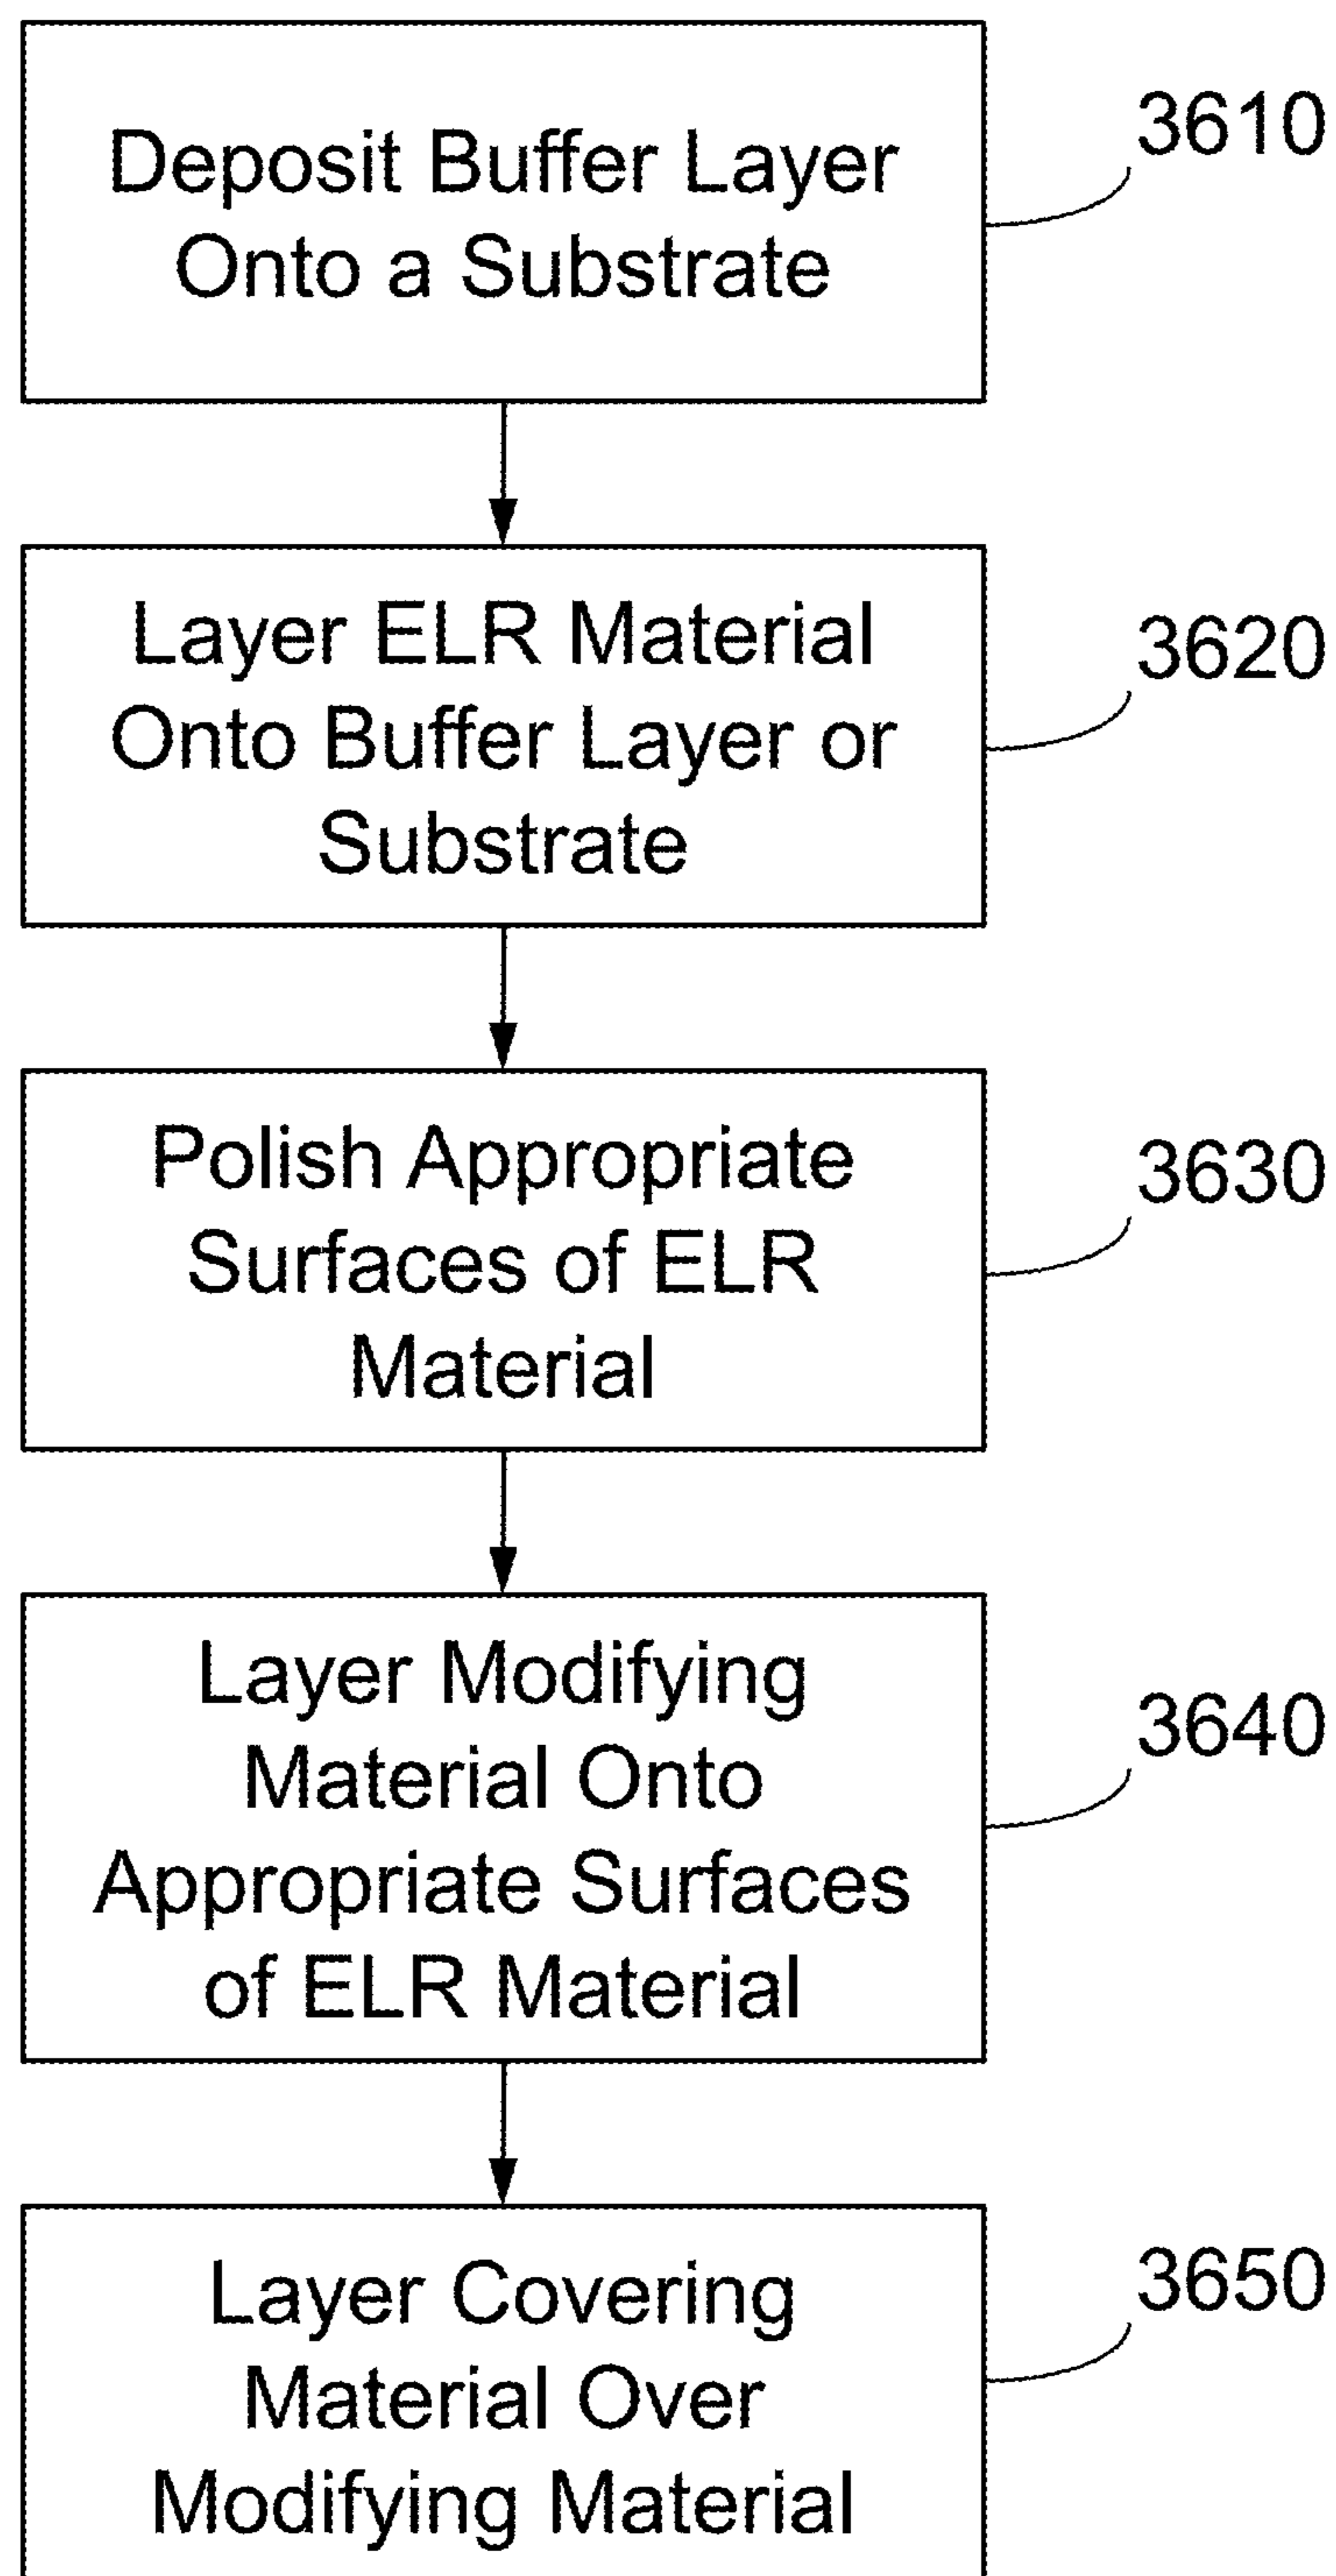 Deposit Buffer Layer
Onto a Substrate
3610
Layer ELR Material
Onto Buffer Layer or
Substrate
3620
Polish Appropriate
Surfaces of ELR
Material
3630
Layer Modifying
Material Onto
Appropriate Surfaces
of ELR Material
3640
Layer Covering
Material Over
Modifying Material
3650